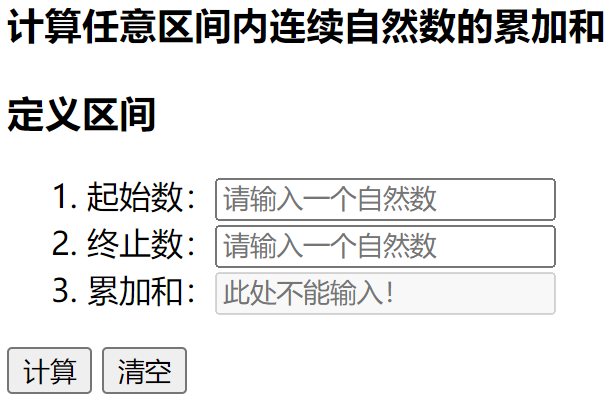 计算任意区间内连续自然数的累加和
定义区间
1. 起始数：请输入一个自然数
2. 终止数：请输入一个自然数
3. 累加和：此处不能输入！
计算 清空